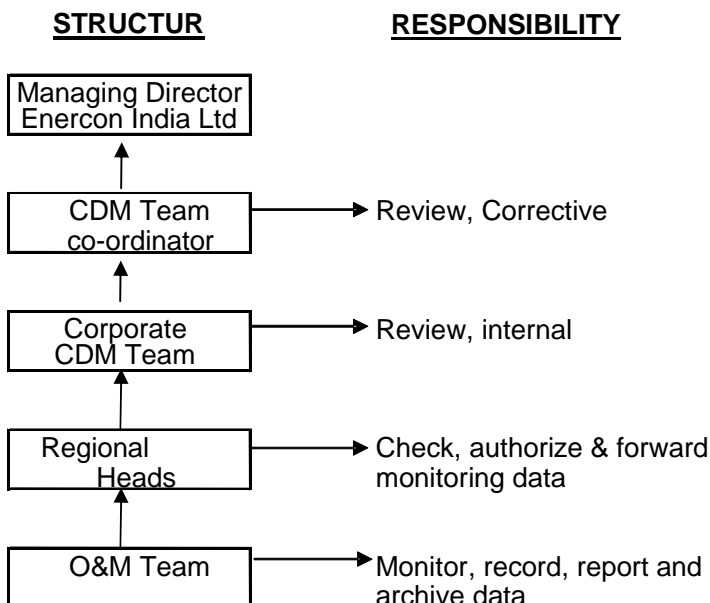 STRUCTUR RESPONSIBILITY
Managing Director
Enercon India Ltd
CDM Team
co-ordinator
Review, Corrective
Corporate
CDM Team
Review, internal
Regional
Heads
Check, authorize & forward
monitoring data
O&M Team
Monitor, record, report and
archive data